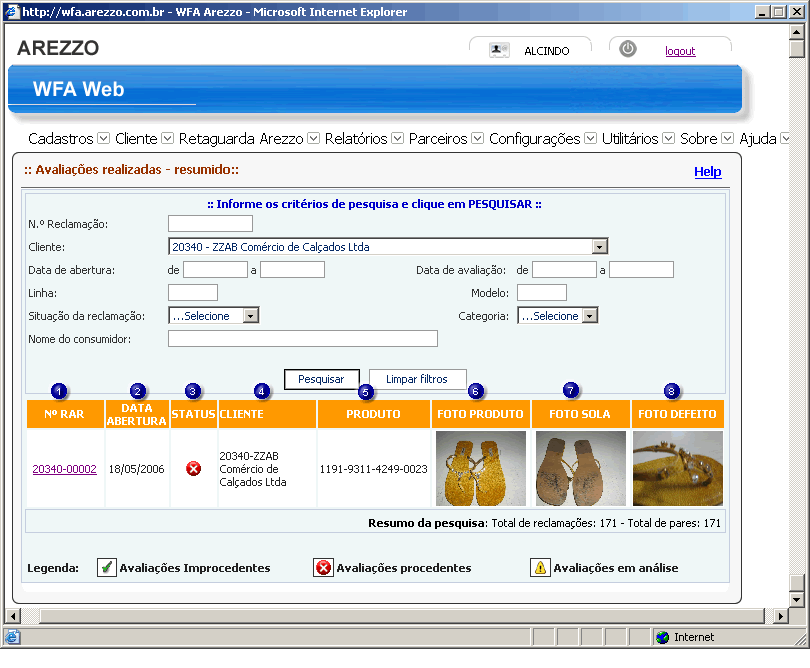 http://wfa.arezzo.com.br - WFA Arezzo - Microsoft Internet Explorer
AREZZO
ALCINDO
logout
WFA Web
Cadastros Cliente Retaguarda Arezzo Relatórios Parceiros Configurações Utilitários Sobre Ajuda
:: Avaliações realizadas - resumido::
Help
:: Informe os critérios de pesquisa e clique em PESQUISAR ::
N.º Reclamação:
Cliente: 20340 - ZZAB Comércio de Calçados Ltda
Data de abertura: de a Data de avaliação: de a
Linha: Modelo:
Situação da reclamação: ...Selecione Categoria: ...Selecione
Nome do consumidor:
Pesquisar Limpar filtros
1 2 3 4 5 6 7 8
Nº RAR DATA ABERTURA STATUS CLIENTE PRODUTO FOTO PRODUTO FOTO SOLA FOTO DEFEITO
20340-00002 18/05/2006 20340-ZZAB Comércio de Calçados Ltda 1191-9311-4249-0023
Resumo da pesquisa: Total de reclamações: 171 - Total de pares: 171
Legenda: Avaliações Improcedentes Avaliações procedentes Avaliações em análise
Internet